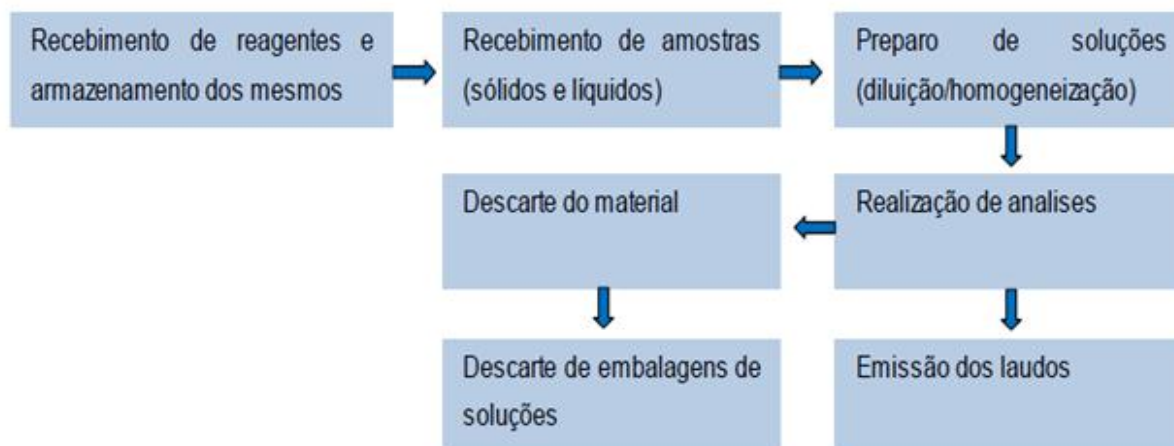 Recebimento de reagentes e
armazenamento dos mesmos
Recebimento de amostras
(sólidos e líquidos)
Preparo de soluções
(diluição/homogeneização)
Descarte do material
Realização de analises
Descarte de embalagens de
soluções
Emissão dos laudos